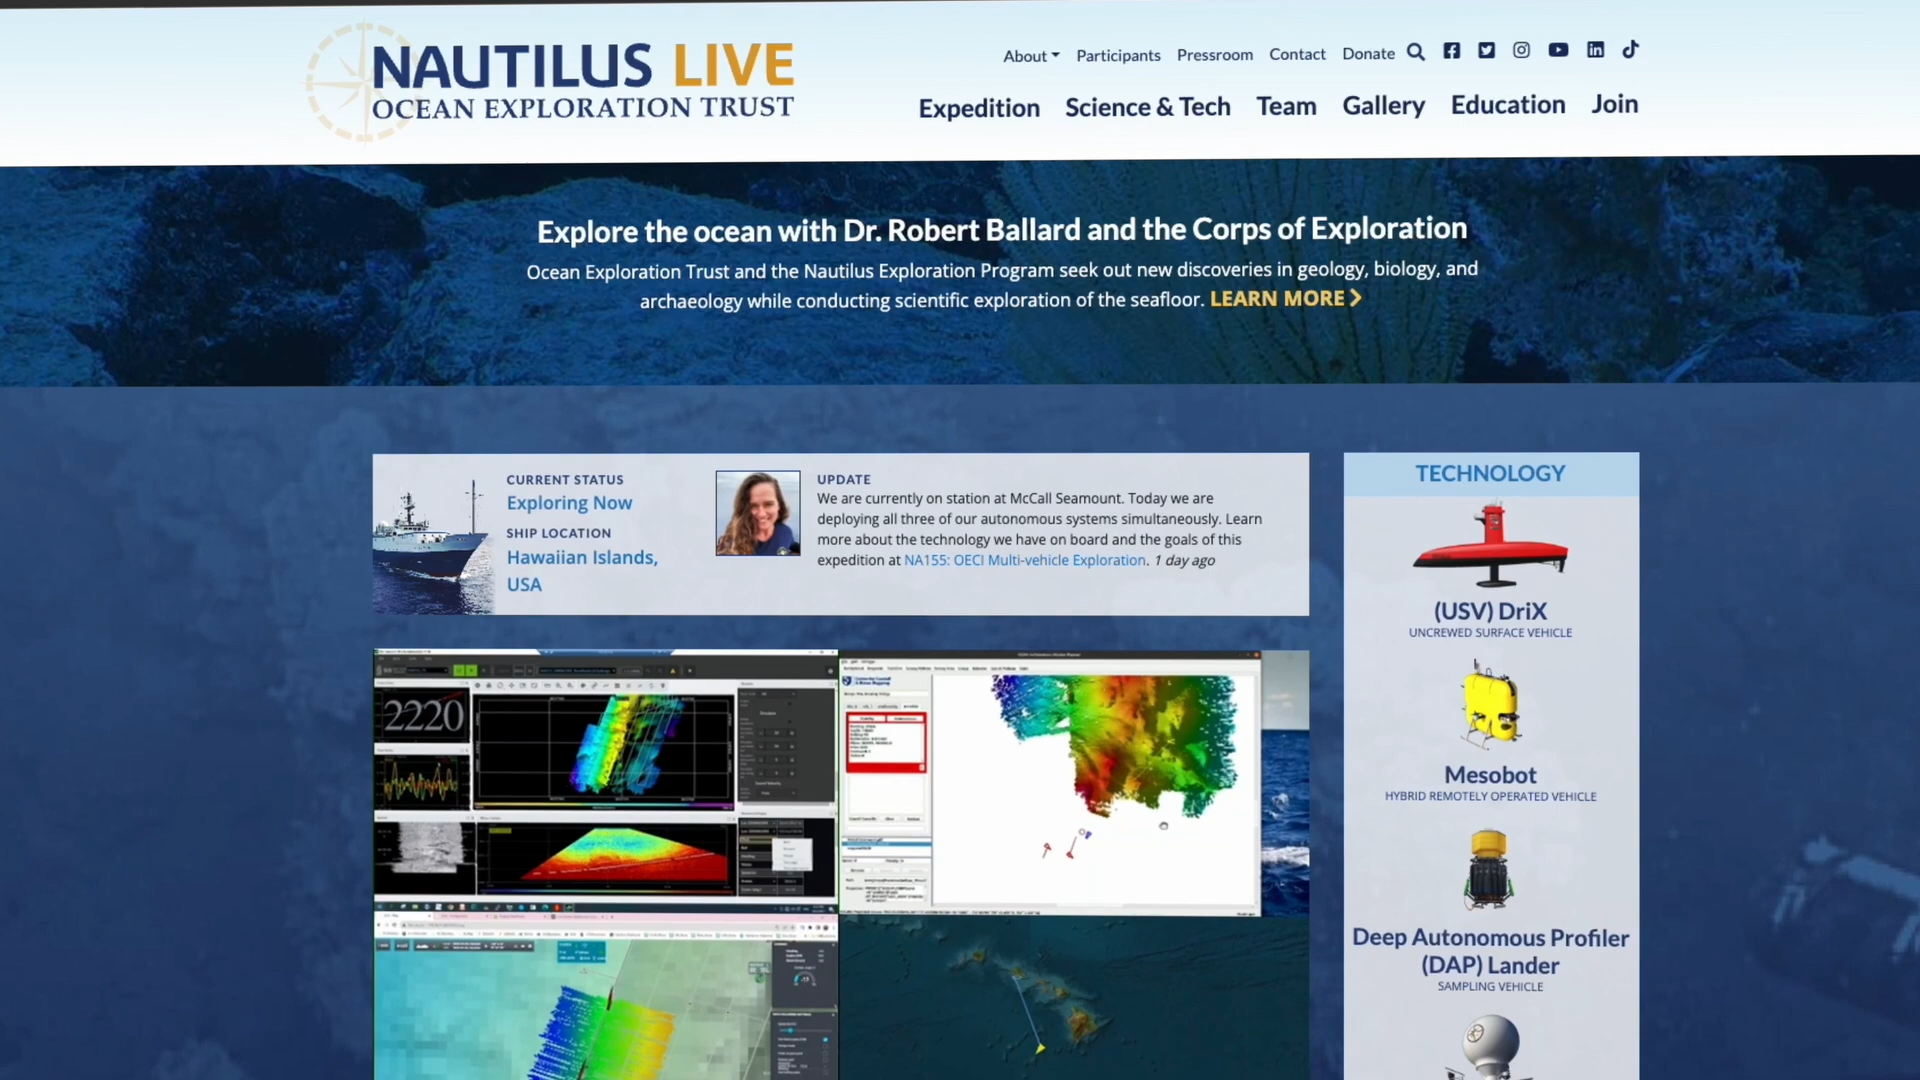 NAUTILUS LIVE
OCEAN EXPLORATION TRUST
About Participants Pressroom Contact Donate
Expedition Science & Tech Team Gallery Education Join
Explore the ocean with Dr. Robert Ballard and the Corps of Exploration
Ocean Exploration Trust and the Nautilus Exploration Program seek out new discoveries in geology, biology, and
archaeology while conducting scientific exploration of the seafloor. LEARN MORE
CURRENT STATUS
Exploring Now
SHIP LOCATION
Hawaiian Islands,
USA
UPDATE
We are currently on station at McCall Seamount. Today we are
deploying all three of our autonomous systems simultaneously. Learn
more about the technology we have on board and the goals of this
expedition at NA155: OECI Multi-vehicle Exploration. 1 day ago
2220
TECHNOLOGY
(USV) DriX
UNCREWED SURFACE VEHICLE
Mesobot
HYBRID REMOTELY OPERATED VEHICLE
Deep Autonomous Profiler
(DAP) Lander
SAMPLING VEHICLE